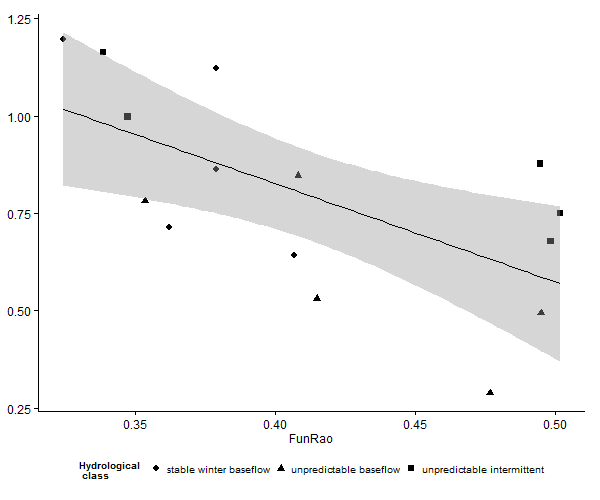 1.25
1.00
0.75
0.50
0.25
0.35 0.40 0.45 0.50
FunRao
Hydrological
class
stable winter baseflow unpredictable baseflow unpredictable intermittent